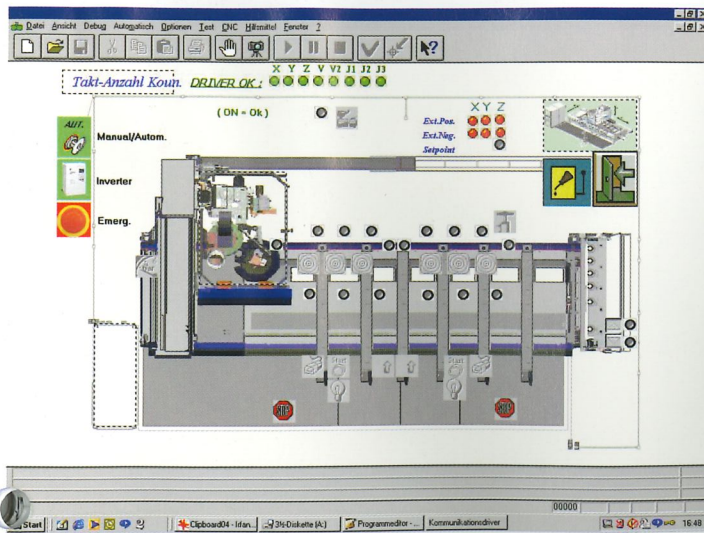 Datei Ansicht Debug Automatisch Optionen Test CNC Hilfsmittel Fenster ?
X Y Z V V2 J1 J2 J3
Takt-Anzahl Koun. DRIVER OK :
( ON = Ok )
X Y Z
Ext.Pos.
Ext.Neg.
Setpoint
AUT.
Manual/Autom.
Inverter
Emerg.
Start Start
00000
Start Clipboard04 - Irfan... 3½-Diskette (A:) Programmeditor - ... Kommunikationsdriver 16:48